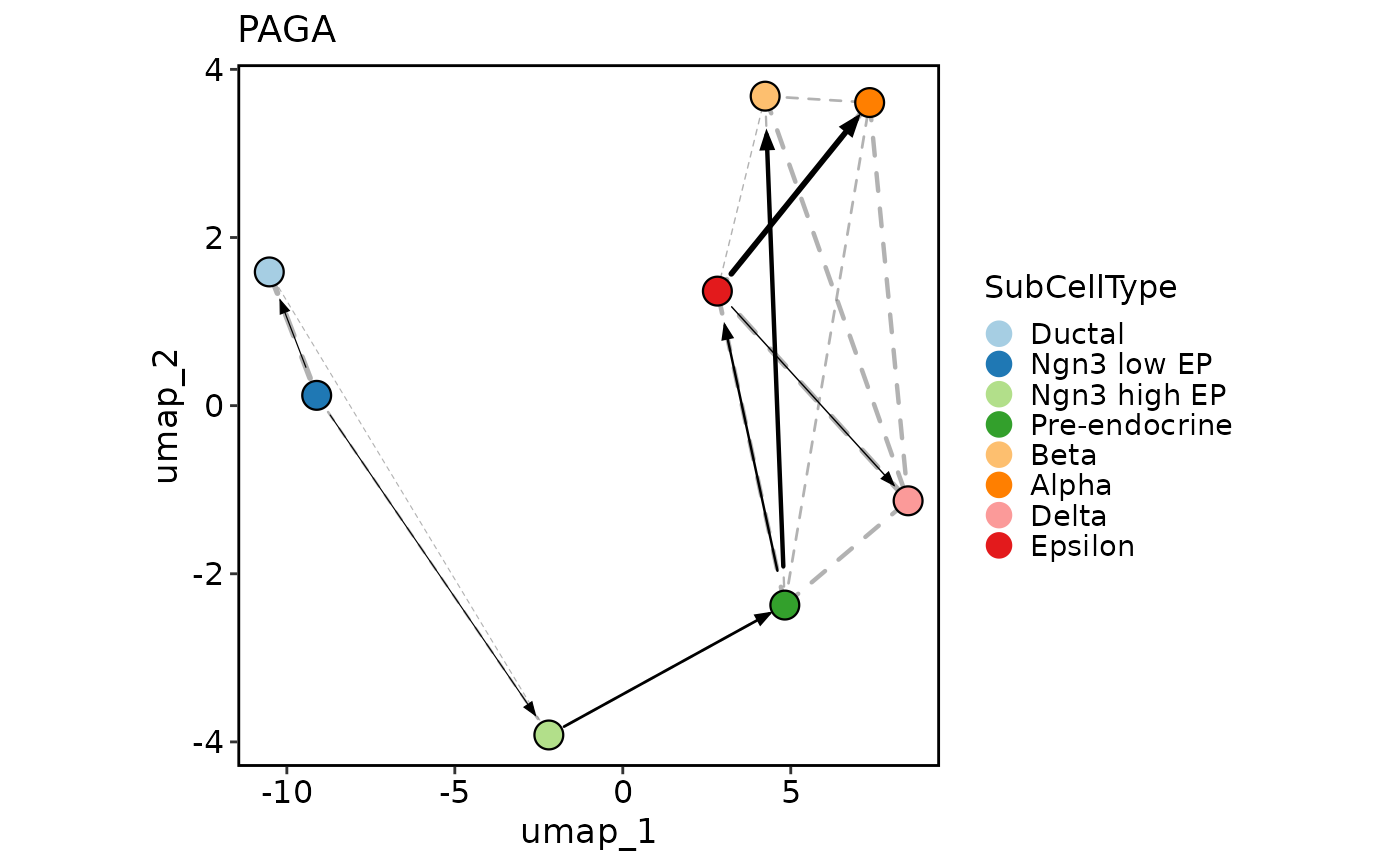 PAGA
4
2
0
-2
-4
umap_2
-10
-5
0
5
umap_1
SubCellType
Ductal
Ngn3 low EP
Ngn3 high EP
Pre-endocrine
Beta
Alpha
Delta
Epsilon